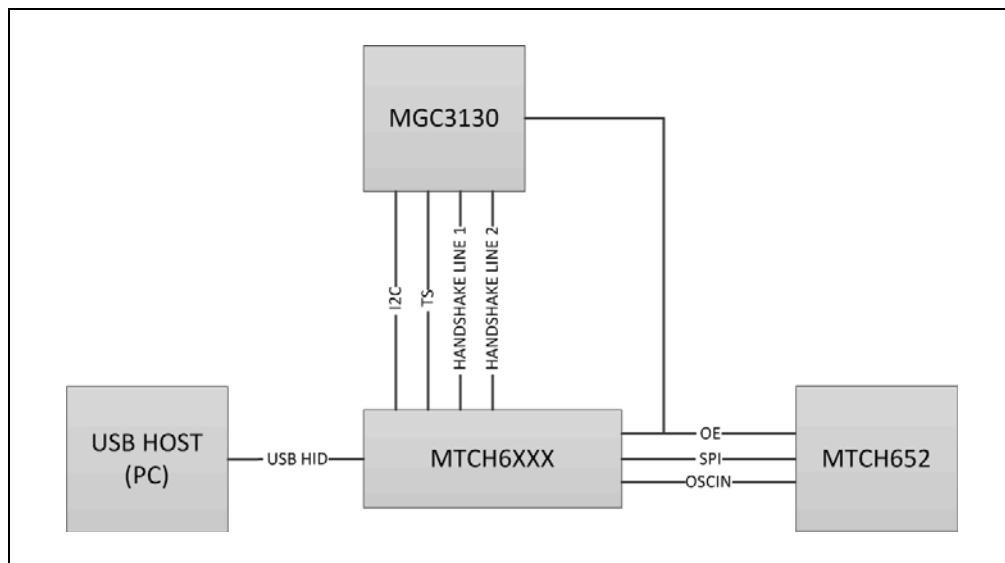 MGC3130
I2C
TS
HANDSHAKE LINE 1
HANDSHAKE LINE 2
USB HOST
(PC)
USB HID
MTCH6XXX
OE
SPI
OSCIN
MTCH652